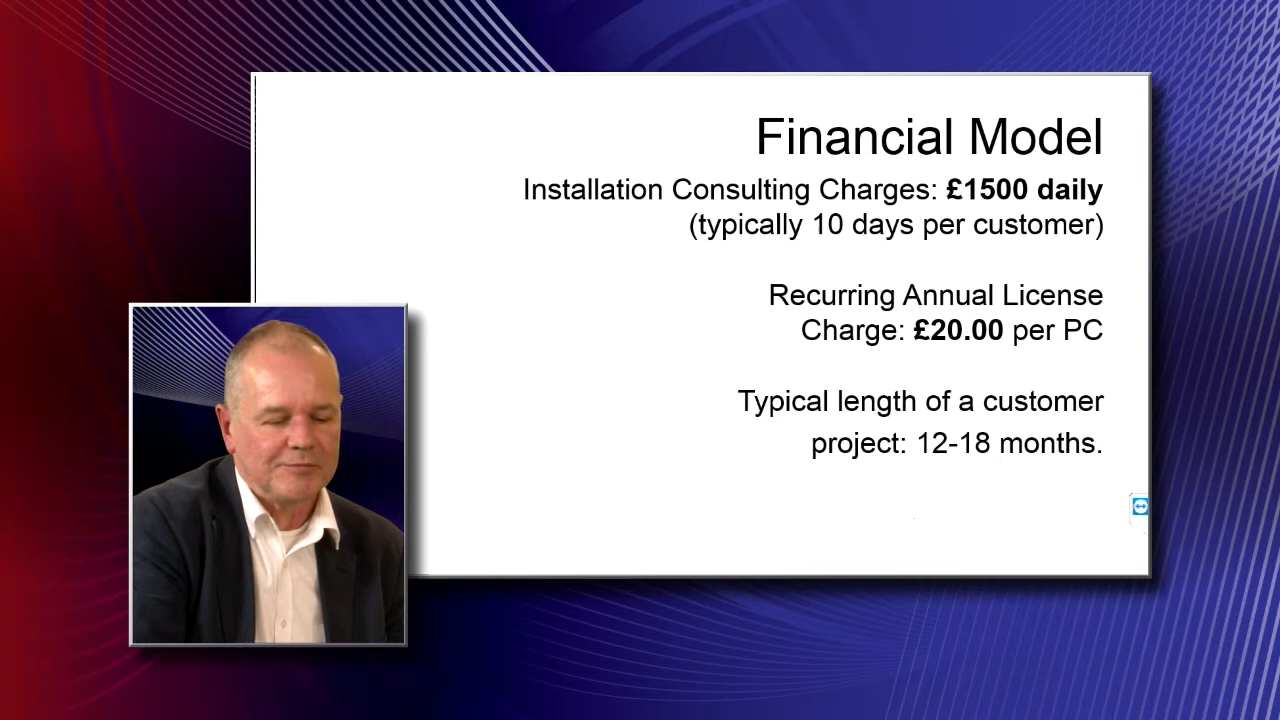 Financial Model
Installation Consulting Charges: £1500 daily
(typically 10 days per customer)
Recurring Annual License
Charge: £20.00 per PC
Typical length of a customer
project: 12-18 months.